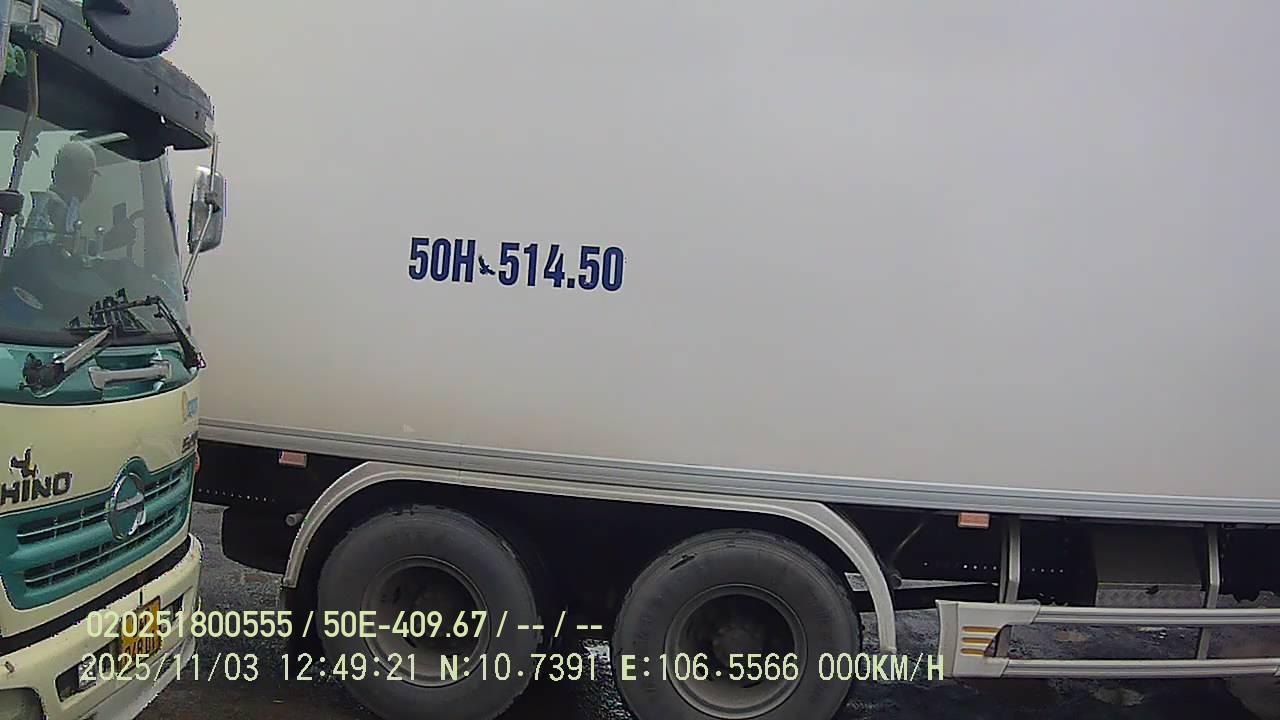 50H-514.50
HINO
020251800555 / 50E-409.67 / -- / --
2025/11/03 12:49:21 N:10.7391 E:106.5566 000KM/H